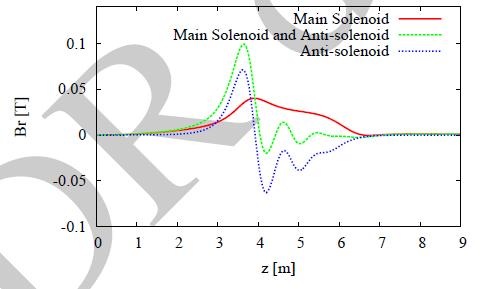 Main Solenoid
Main Solenoid and Anti-solenoid
Anti-solenoid
0.1
0.05
0
-0.05
-0.1
Br [T]
0 1 2 3 4 5 6 7 8 9
z [m]